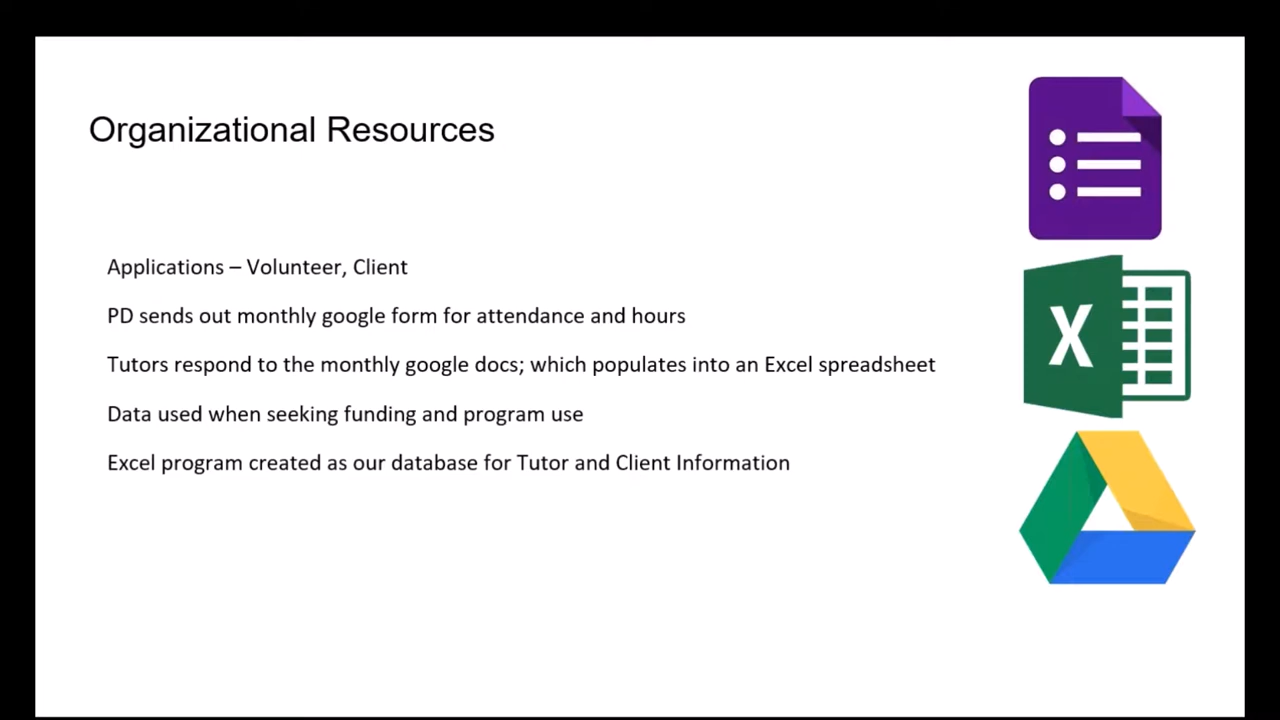 Organizational Resources
Applications – Volunteer, Client
PD sends out monthly google form for attendance and hours
Tutors respond to the monthly google docs; which populates into an Excel spreadsheet
Data used when seeking funding and program use
Excel program created as our database for Tutor and Client Information
X